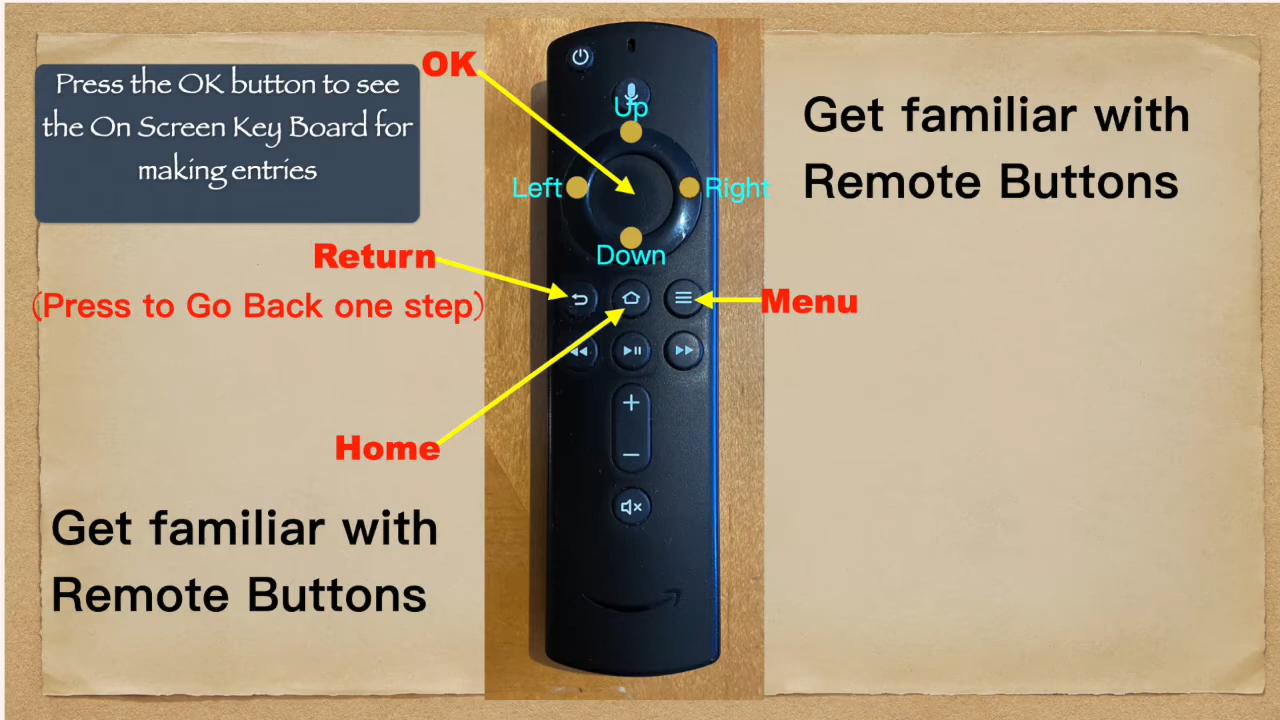 Press the OK button to see
the On Screen Key Board for
making entries
OK
Up
Left
Right
Down
Get familiar with
Remote Buttons
Return
(Press to Go Back one step)
Menu
Home
Get familiar with
Remote Buttons